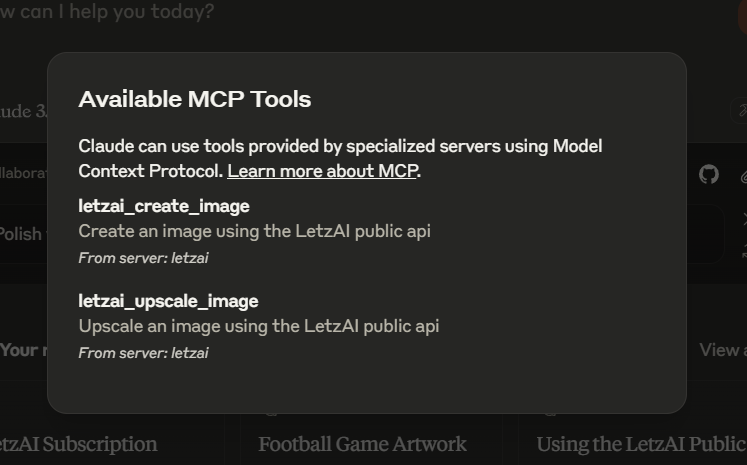 w can I help you today?
Available MCP Tools
ude 3.
Claude can use tools provided by specialized servers using Model
Context Protocol. Learn more about MCP.
llaborat
letzai_create_image
Create an image using the LetzAI public api
Polish
From server: letzai
letzai_upscale_image
Upscale an image using the LetzAI public api
Your r
View a
From server: letzai
etzAI Subscription
Football Game Artwork
Using the LetzAI Public